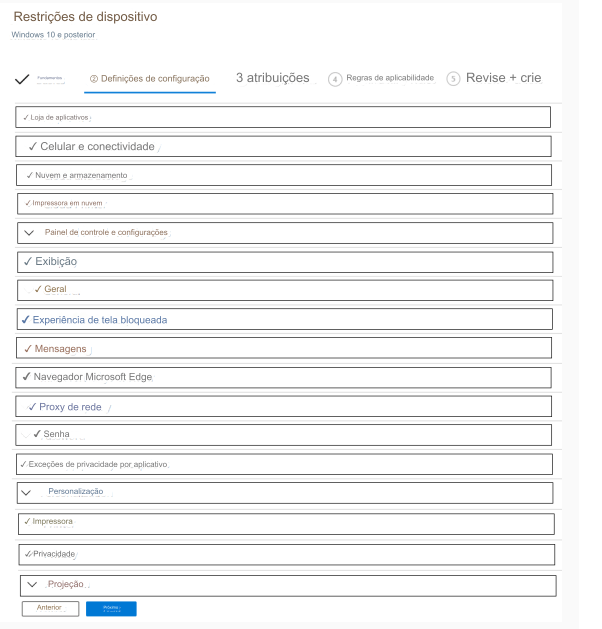 Restrições de dispositivo
Windows 10 e posterior
✓ Fundamentos ② Definições de configuração 3 atribuições ④ Regras de aplicabilidade ⑤ Revise + crie
✓ Loja de aplicativos
✓ Celular e conectividade
✓ Nuvem e armazenamento
✓ Impressora em nuvem
Painel de controle e configurações
✓ Exibição
✓ Geral
✓ Experiência de tela bloqueada
✓ Mensagens
✓ Navegador Microsoft Edge
✓ Proxy de rede
✓ Senha
✓ Exceções de privacidade por aplicativo
Personalização
✓ Impressora
✓ Privacidade
Projeção
Anterior Próximo